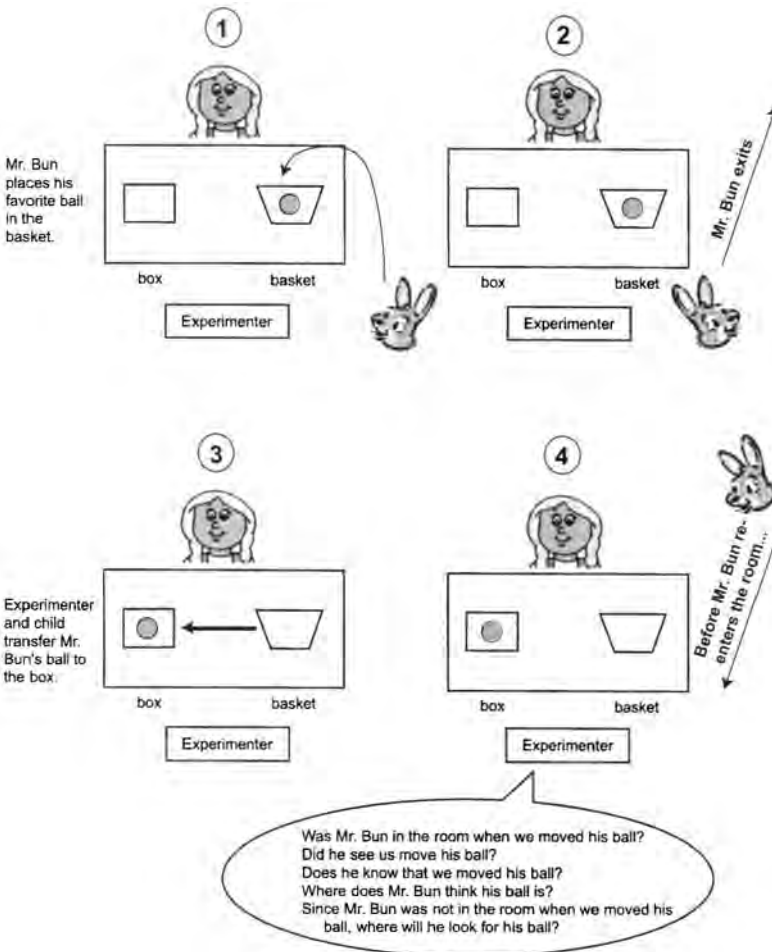 1
2
Mr. Bun
places his
favorite ball
in the
basket.
box
basket
Experimenter
box
basket
Experimenter
Mr. Bun exits
3
4
Experimenter
and child
transfer Mr.
Bun's ball to
the box.
box
basket
Experimenter
box
basket
Experimenter
Before Mr. Bun re-
enters the room...
Was Mr. Bun in the room when we moved his ball?
Did he see us move his ball?
Does he know that we moved his ball?
Where does Mr. Bun think his ball is?
Since Mr. Bun was not in the room when we moved his
ball, where will he look for his ball?